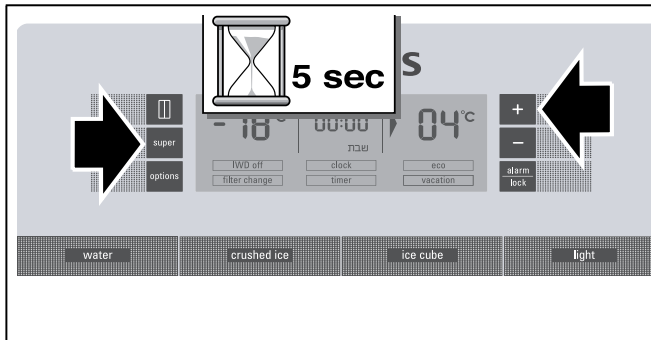 5 sec
S
+
super
-18°
00:00
04°C
−
שבת
options
IWD off
clock
eco
alarm
lock
filter change
timer
vacation
water
crushed ice
ice cube
light